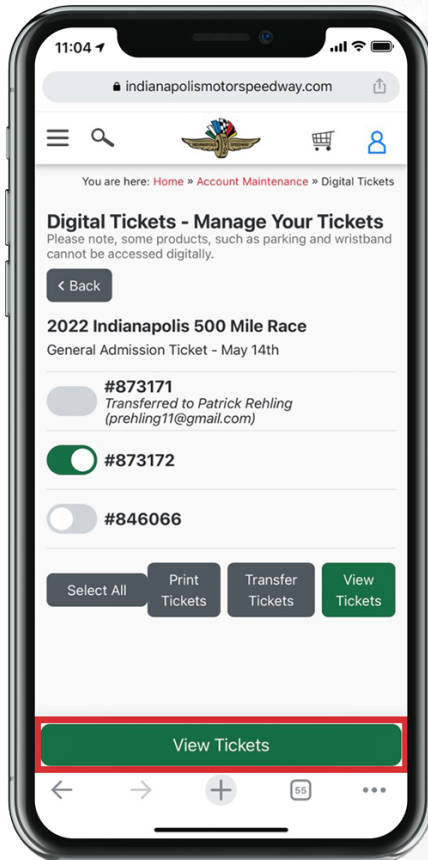 11:04
indianapolismotorspeedway.com
You are here: Home » Account Maintenance » Digital Tickets
Digital Tickets - Manage Your Tickets
Please note, some products, such as parking and wristband
cannot be accessed digitally.
< Back
2022 Indianapolis 500 Mile Race
General Admission Ticket - May 14th
#873171
Transferred to Patrick Rehling
(prehling11@gmail.com)
#873172
#846066
Select All
Print
Tickets
Transfer
Tickets
View
Tickets
View Tickets
55